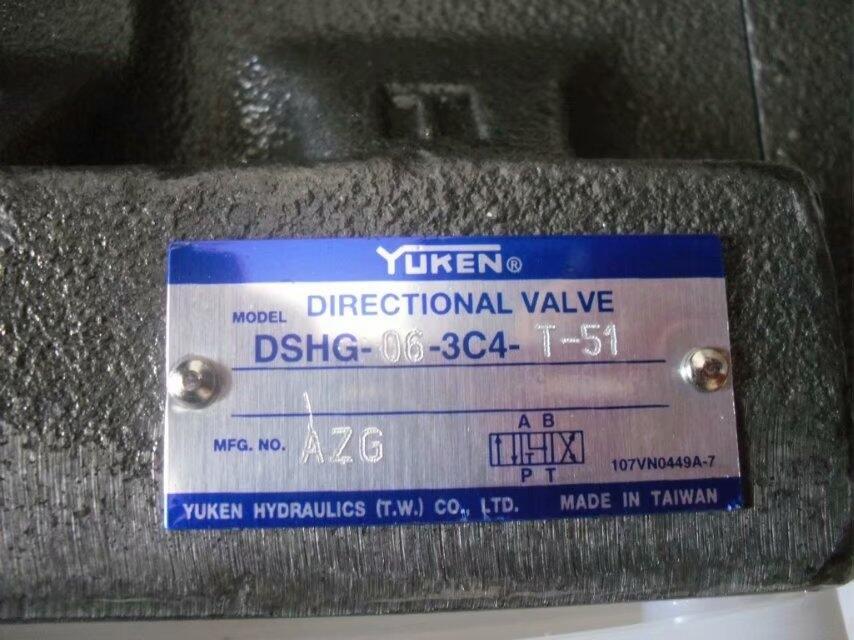 YUKEN®
DIRECTIONAL VALVE
MODEL DSHG-06-3C4-T-51
A B
MFG. NO. AZG
T
107VN0449A-7
P T
YUKEN HYDRAULICS (T.W.) CO., LTD. MADE IN TAIWAN